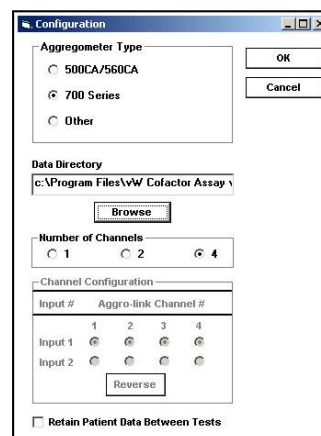 Configuration
Aggregometer Type
500CA/560CA
700 Series
Other
OK
Cancel
Data Directory
c:\Program Files\vW Cofactor Assay
Browse
Number of Channels
1 2 4
Channel Configuration
Input # Aggro-link Channel #
1 2 3 4
Input 1
Input 2
Reverse
Retain Patient Data Between Tests